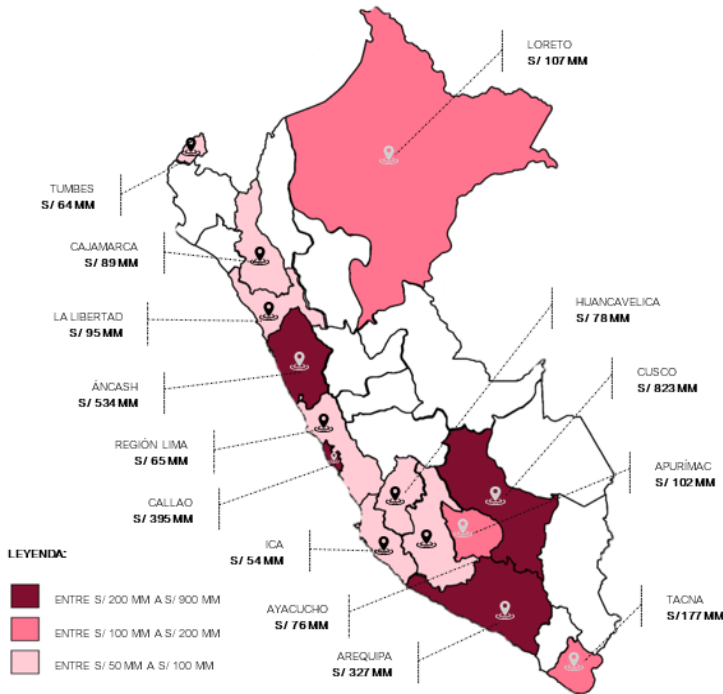 LORETO
S/ 107 MM
TUMBES
S/ 64 MM
CAJAMARCA
S/ 89 MM
LA LIBERTAD
S/ 95 MM
ÁNCASH
S/ 534 MM
REGIÓN LIMA
S/ 65 MM
CALLAO
S/ 395 MM
ICA
S/ 54 MM
AYACUCHO
S/ 76 MM
AREQUIPA
S/ 327 MM
HUANCAVELICA
S/ 78 MM
CUSCO
S/ 823 MM
APURÍMAC
S/ 102 MM
TACNA
S/ 177 MM
LEYENDA:
ENTRE S/ 200 MM A S/ 900 MM
ENTRE S/ 100 MM A S/ 200 MM
ENTRE S/ 50 MM A S/ 100 MM